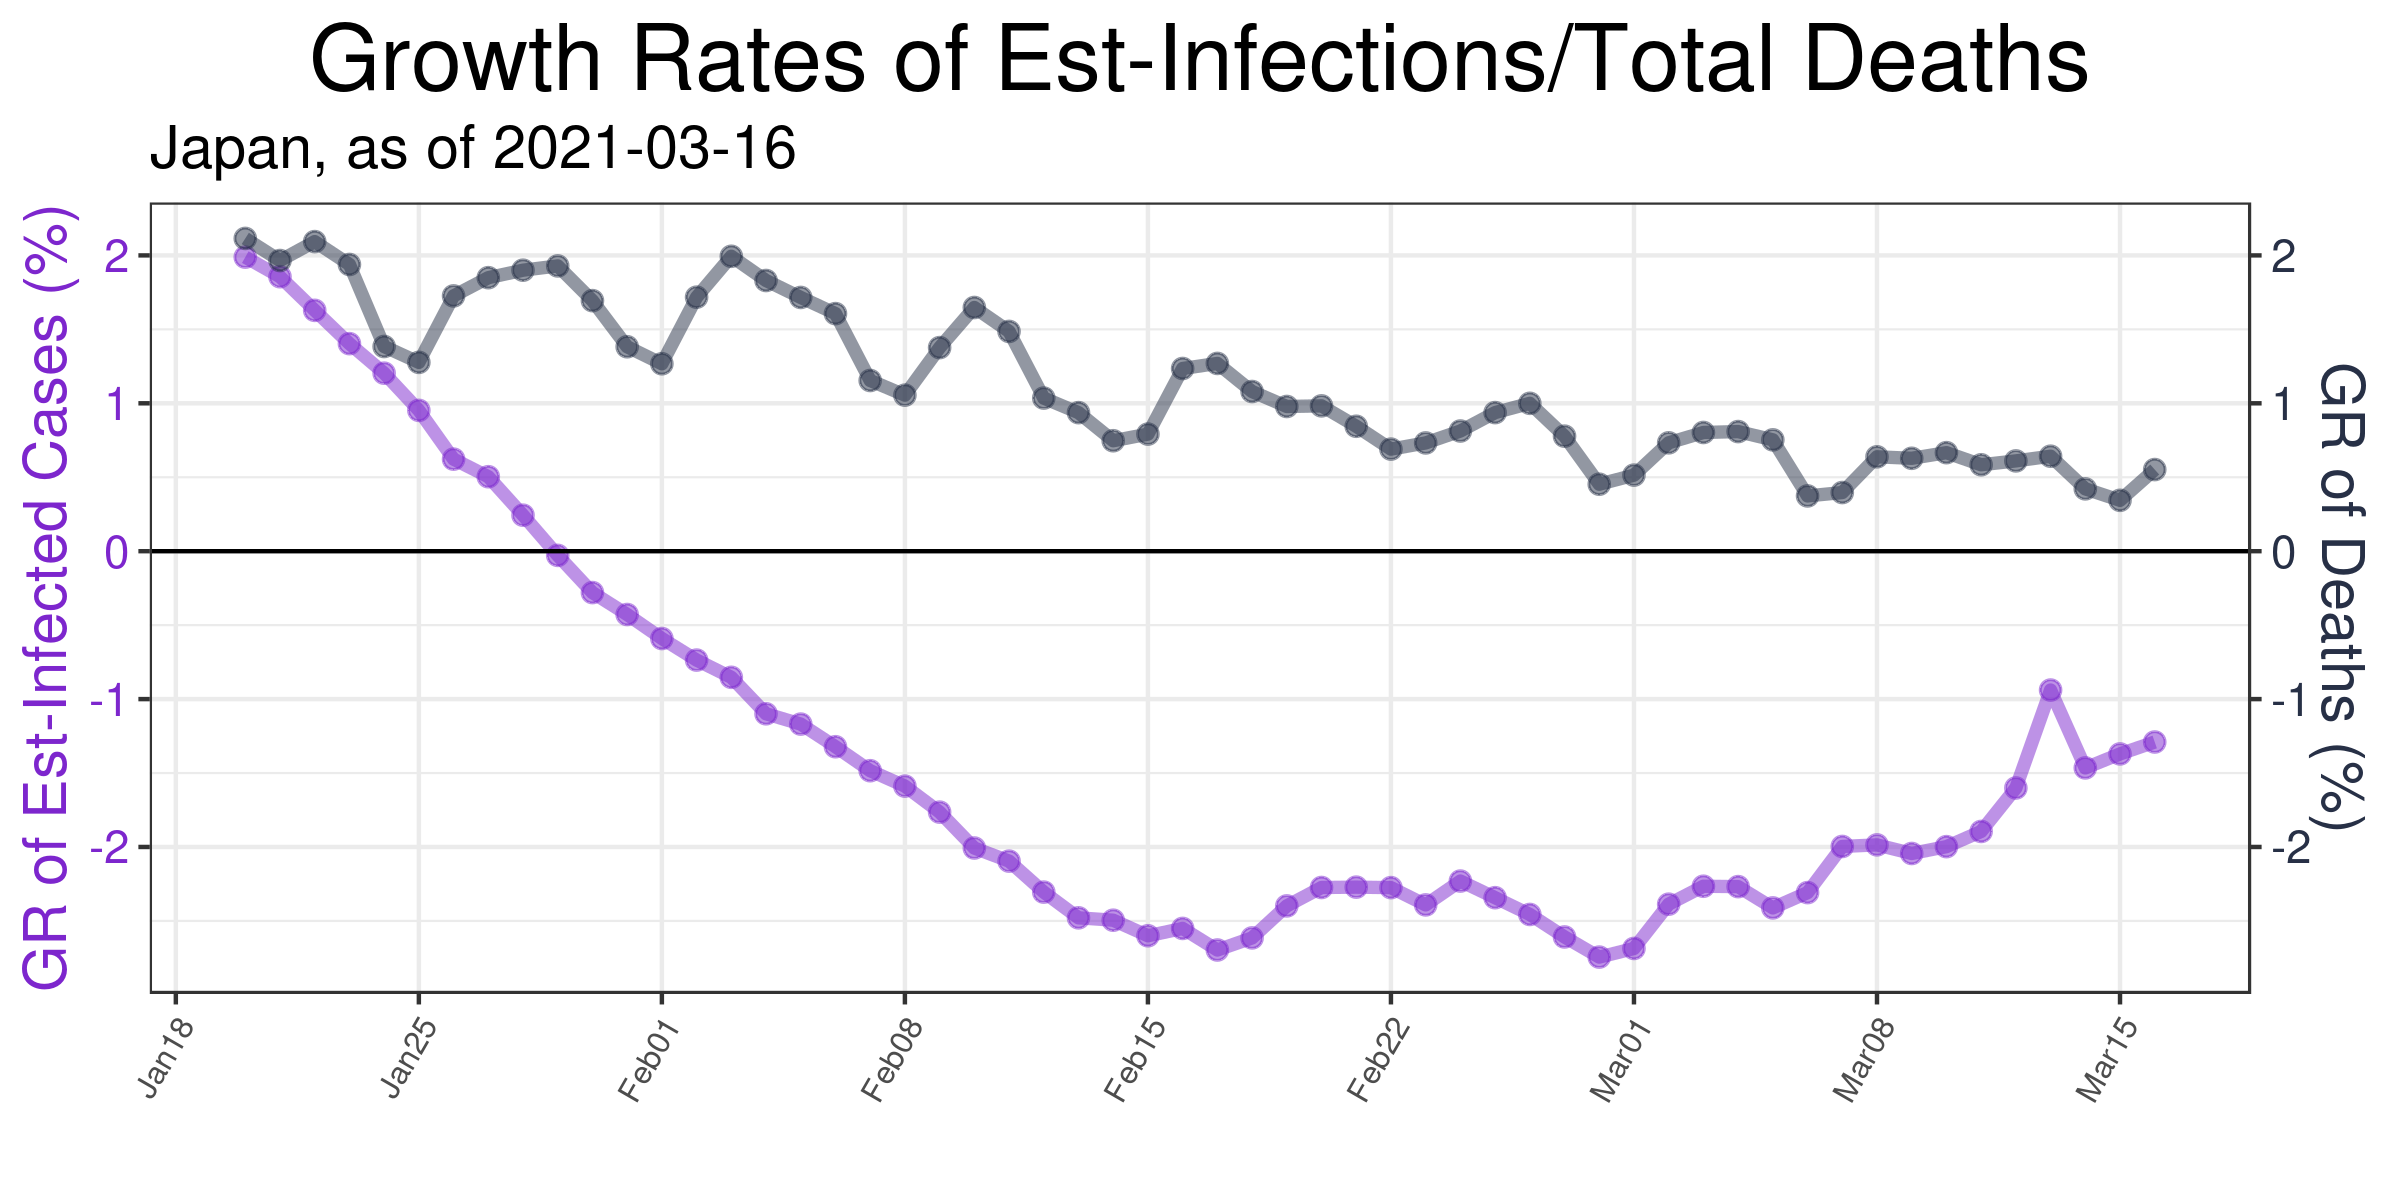 Growth Rates of Est-Infections/Total Deaths
Japan, as of 2021-03-16
GR of Est-Infected Cases (%)
2
1
0
-1
-2
2
1
0
-1
-2
GR of Deaths (%)
Jan18
Jan25
Feb01
Feb08
Feb15
Feb22
Mar01
Mar08
Mar15